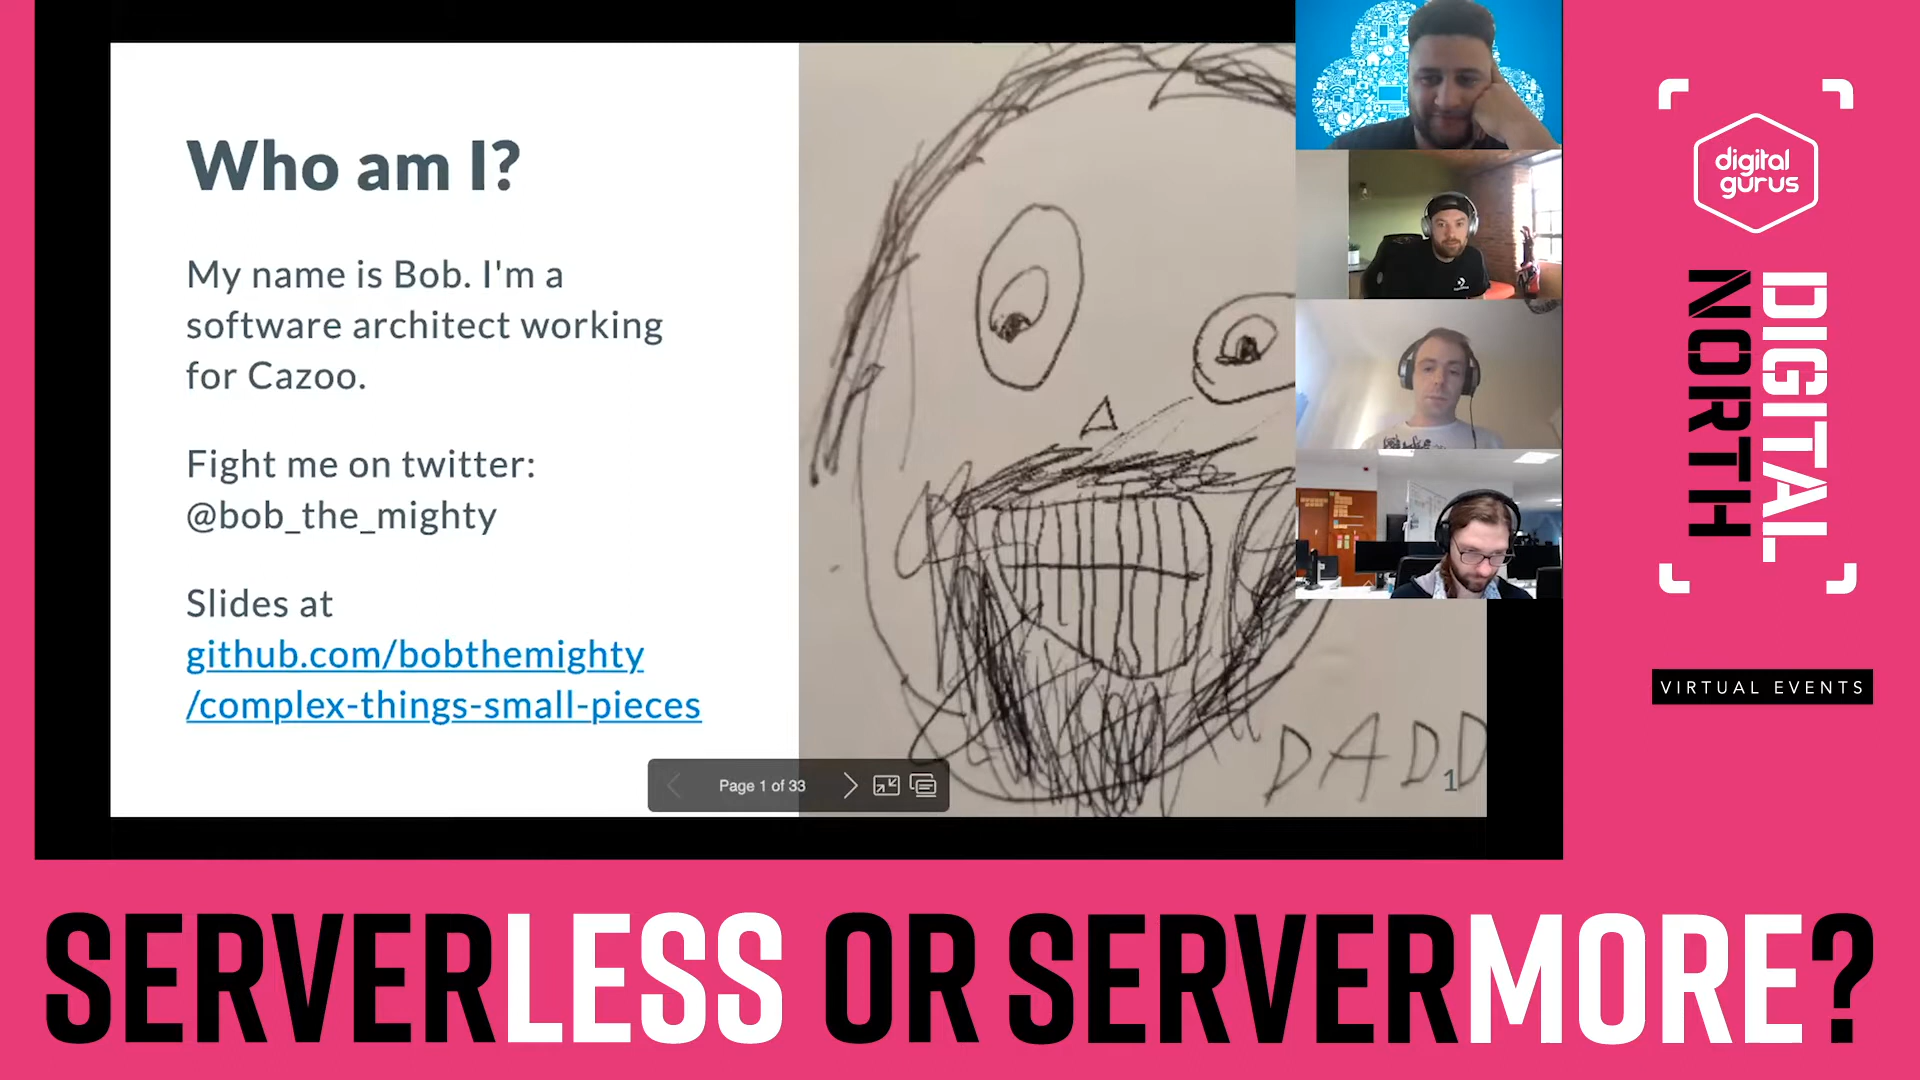 Who am I?
My name is Bob. I'm a
software architect working
for Cazoo.
Fight me on twitter:
@bob_the_mighty
Slides at
github.com/bobthemighty
/complex-things-small-pieces
Page 1 of 33
DADD
1
digital
gurus
DIGITAL
NORTH
VIRTUAL EVENTS
SERVERLESS OR SERVERMORE?